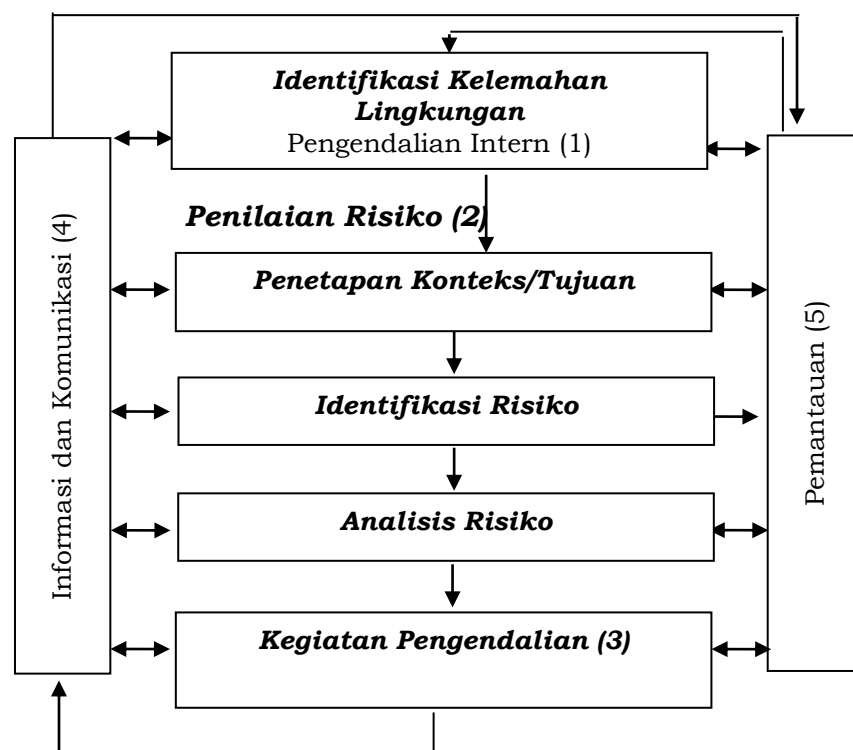 Identifikasi Kelemahan
Lingkungan
Pengendalian Intern (1)
Penilaian Risiko (2)
Penetapan Konteks/Tujuan
Identifikasi Risiko
Analisis Risiko
Kegiatan Pengendalian (3)
Informasi dan Komunikasi (4)
Pemantauan (5)